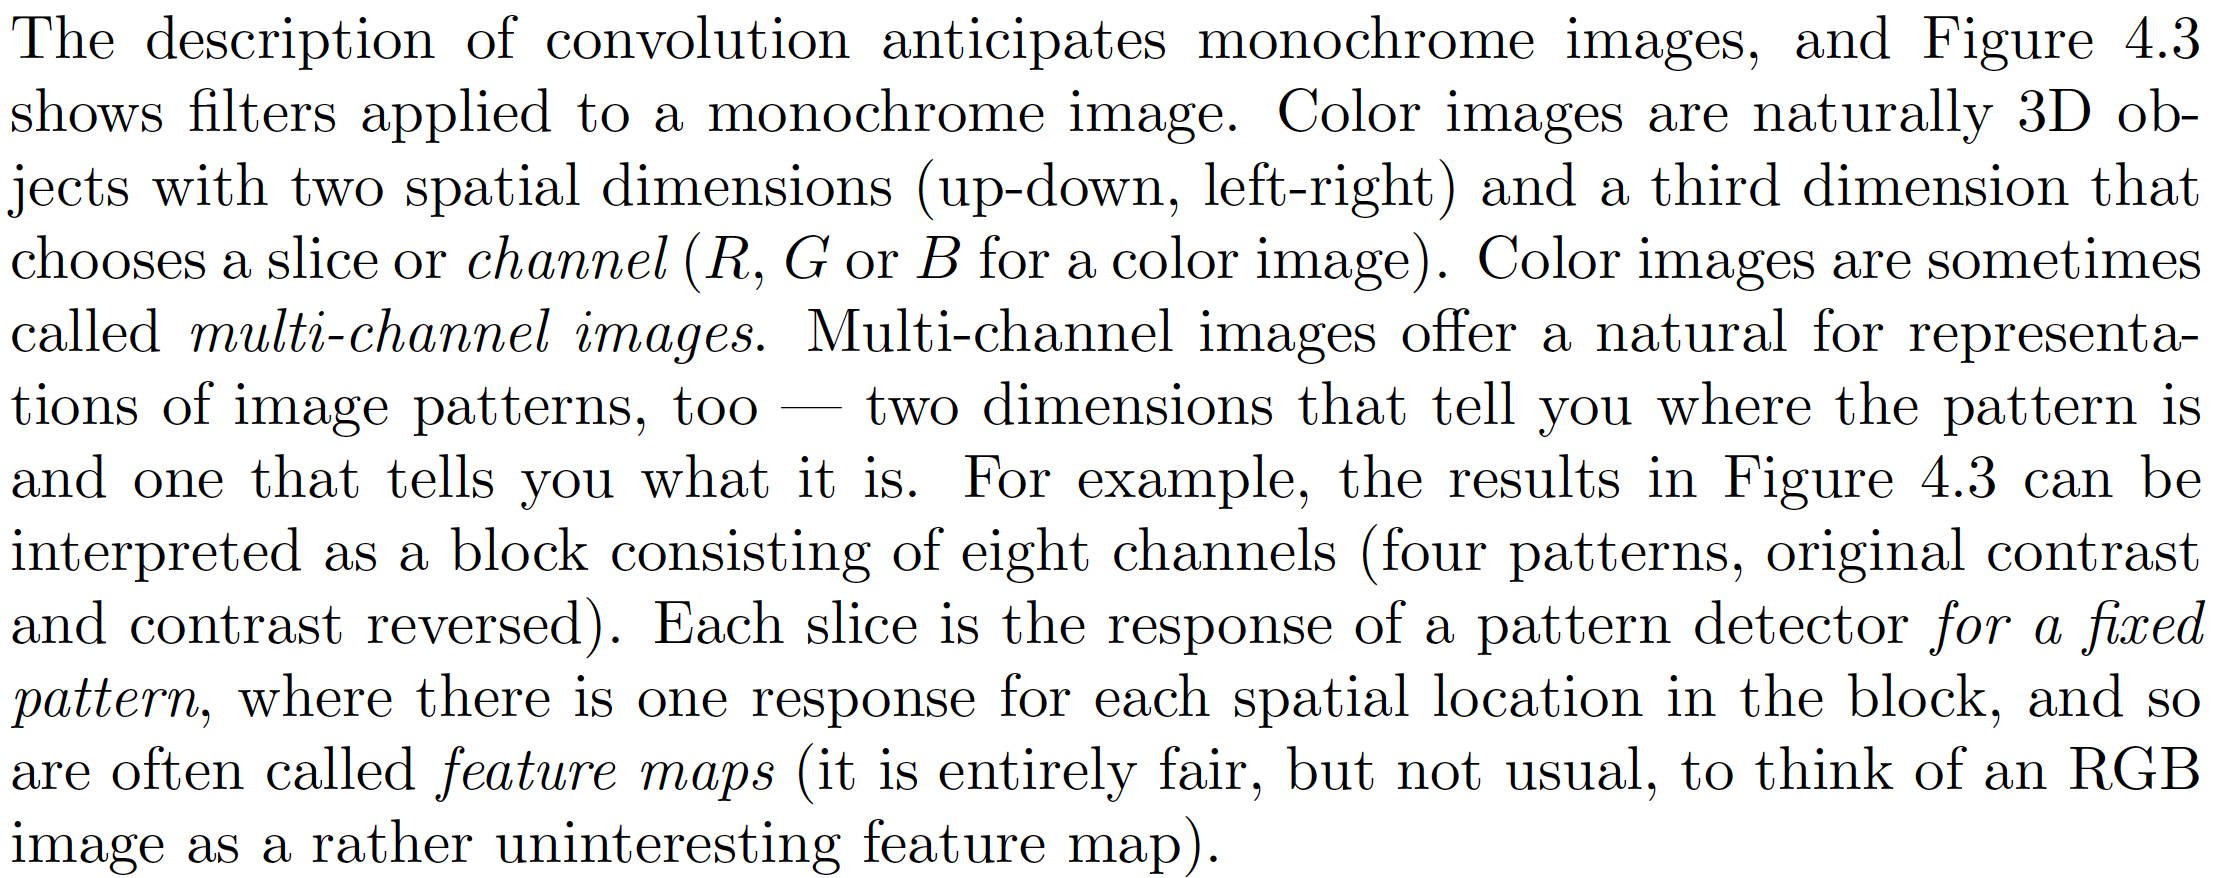 The description of convolution anticipates monochrome images, and Figure 4.3
shows filters applied to a monochrome image. Color images are naturally 3D ob-
jects with two spatial dimensions (up-down, left-right) and a third dimension that
chooses a slice or channel (R, G or B for a color image). Color images are sometimes
called multi-channel images. Multi-channel images offer a natural for representa-
tions of image patterns, too — two dimensions that tell you where the pattern is
and one that tells you what it is. For example, the results in Figure 4.3 can be
interpreted as a block consisting of eight channels (four patterns, original contrast
and contrast reversed). Each slice is the response of a pattern detector for a fixed
pattern, where there is one response for each spatial location in the block, and so
are often called feature maps (it is entirely fair, but not usual, to think of an RGB
image as a rather uninteresting feature map).